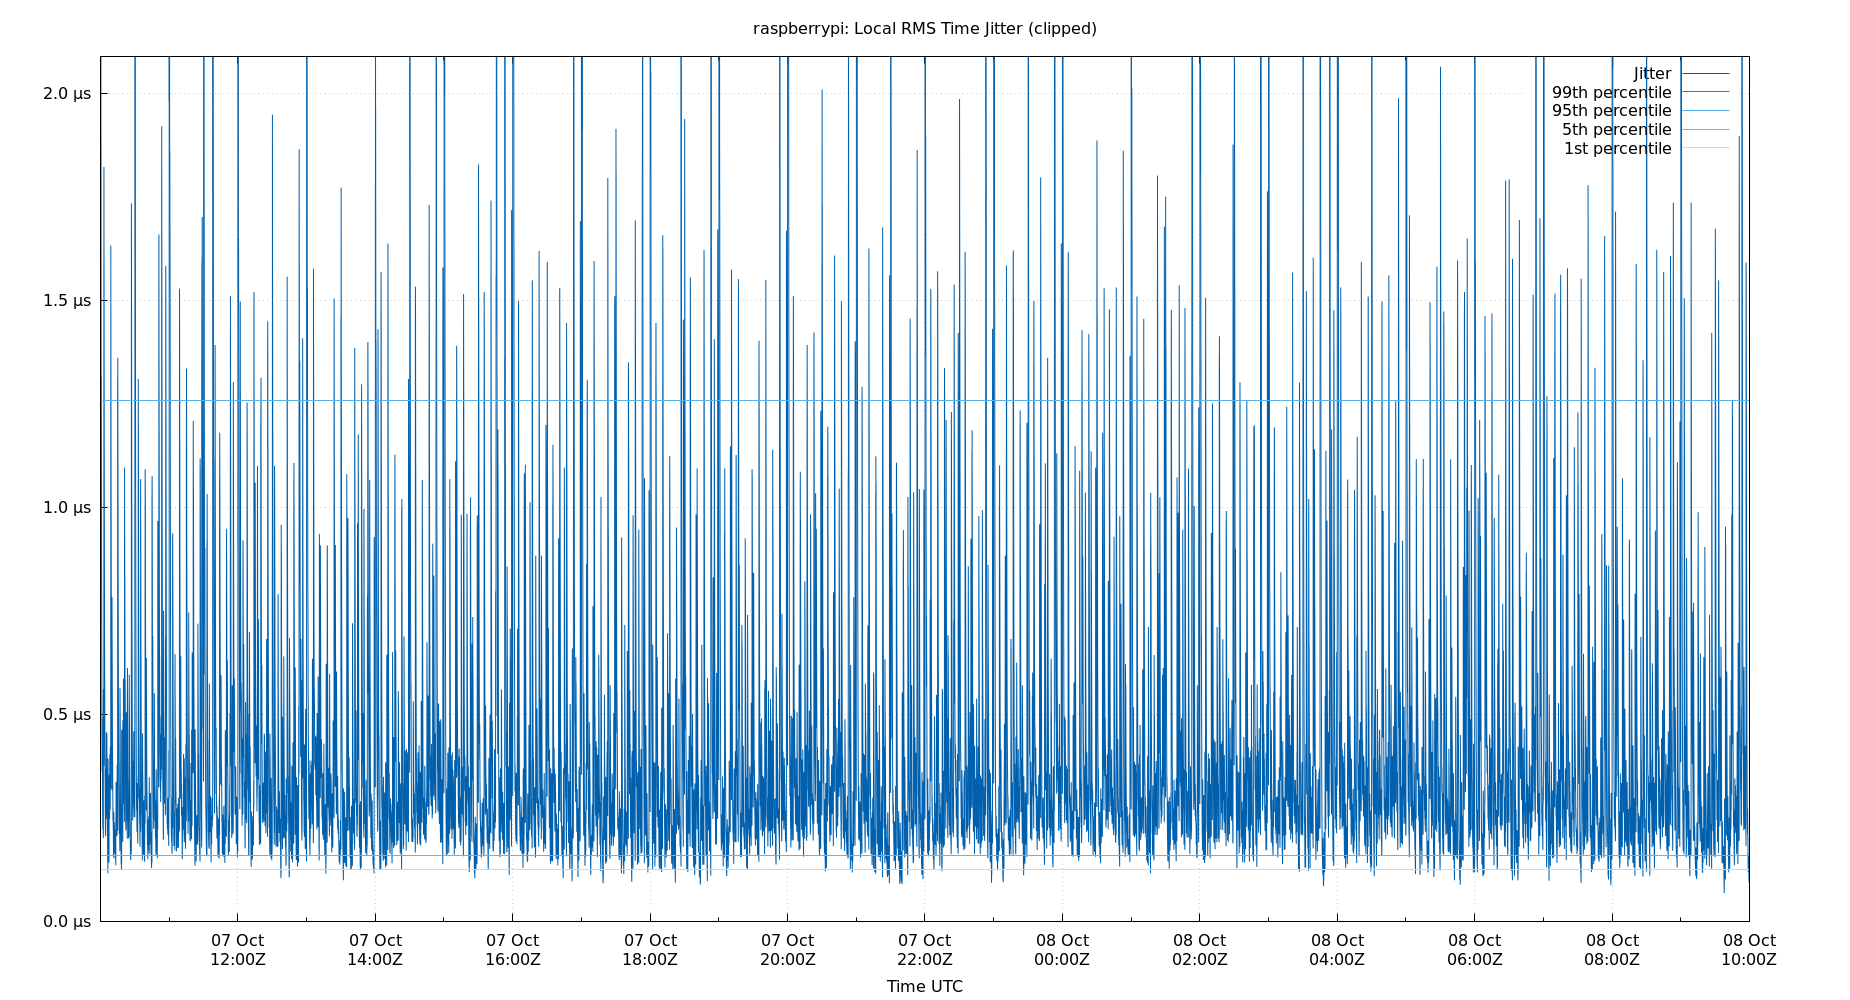 raspberrypi: Local RMS Time Jitter (clipped)
2.0 µs
1.5 µs
1.0 µs
0.5 µs
0.0 µs
Jitter
99th percentile
95th percentile
5th percentile
1st percentile
07 Oct 07 Oct 07 Oct 07 Oct 07 Oct 07 Oct 08 Oct 08 Oct 08 Oct 08 Oct 08 Oct 08 Oct
12:00Z 14:00Z 16:00Z 18:00Z 20:00Z 22:00Z 00:00Z 02:00Z 04:00Z 06:00Z 08:00Z 10:00Z
Time UTC